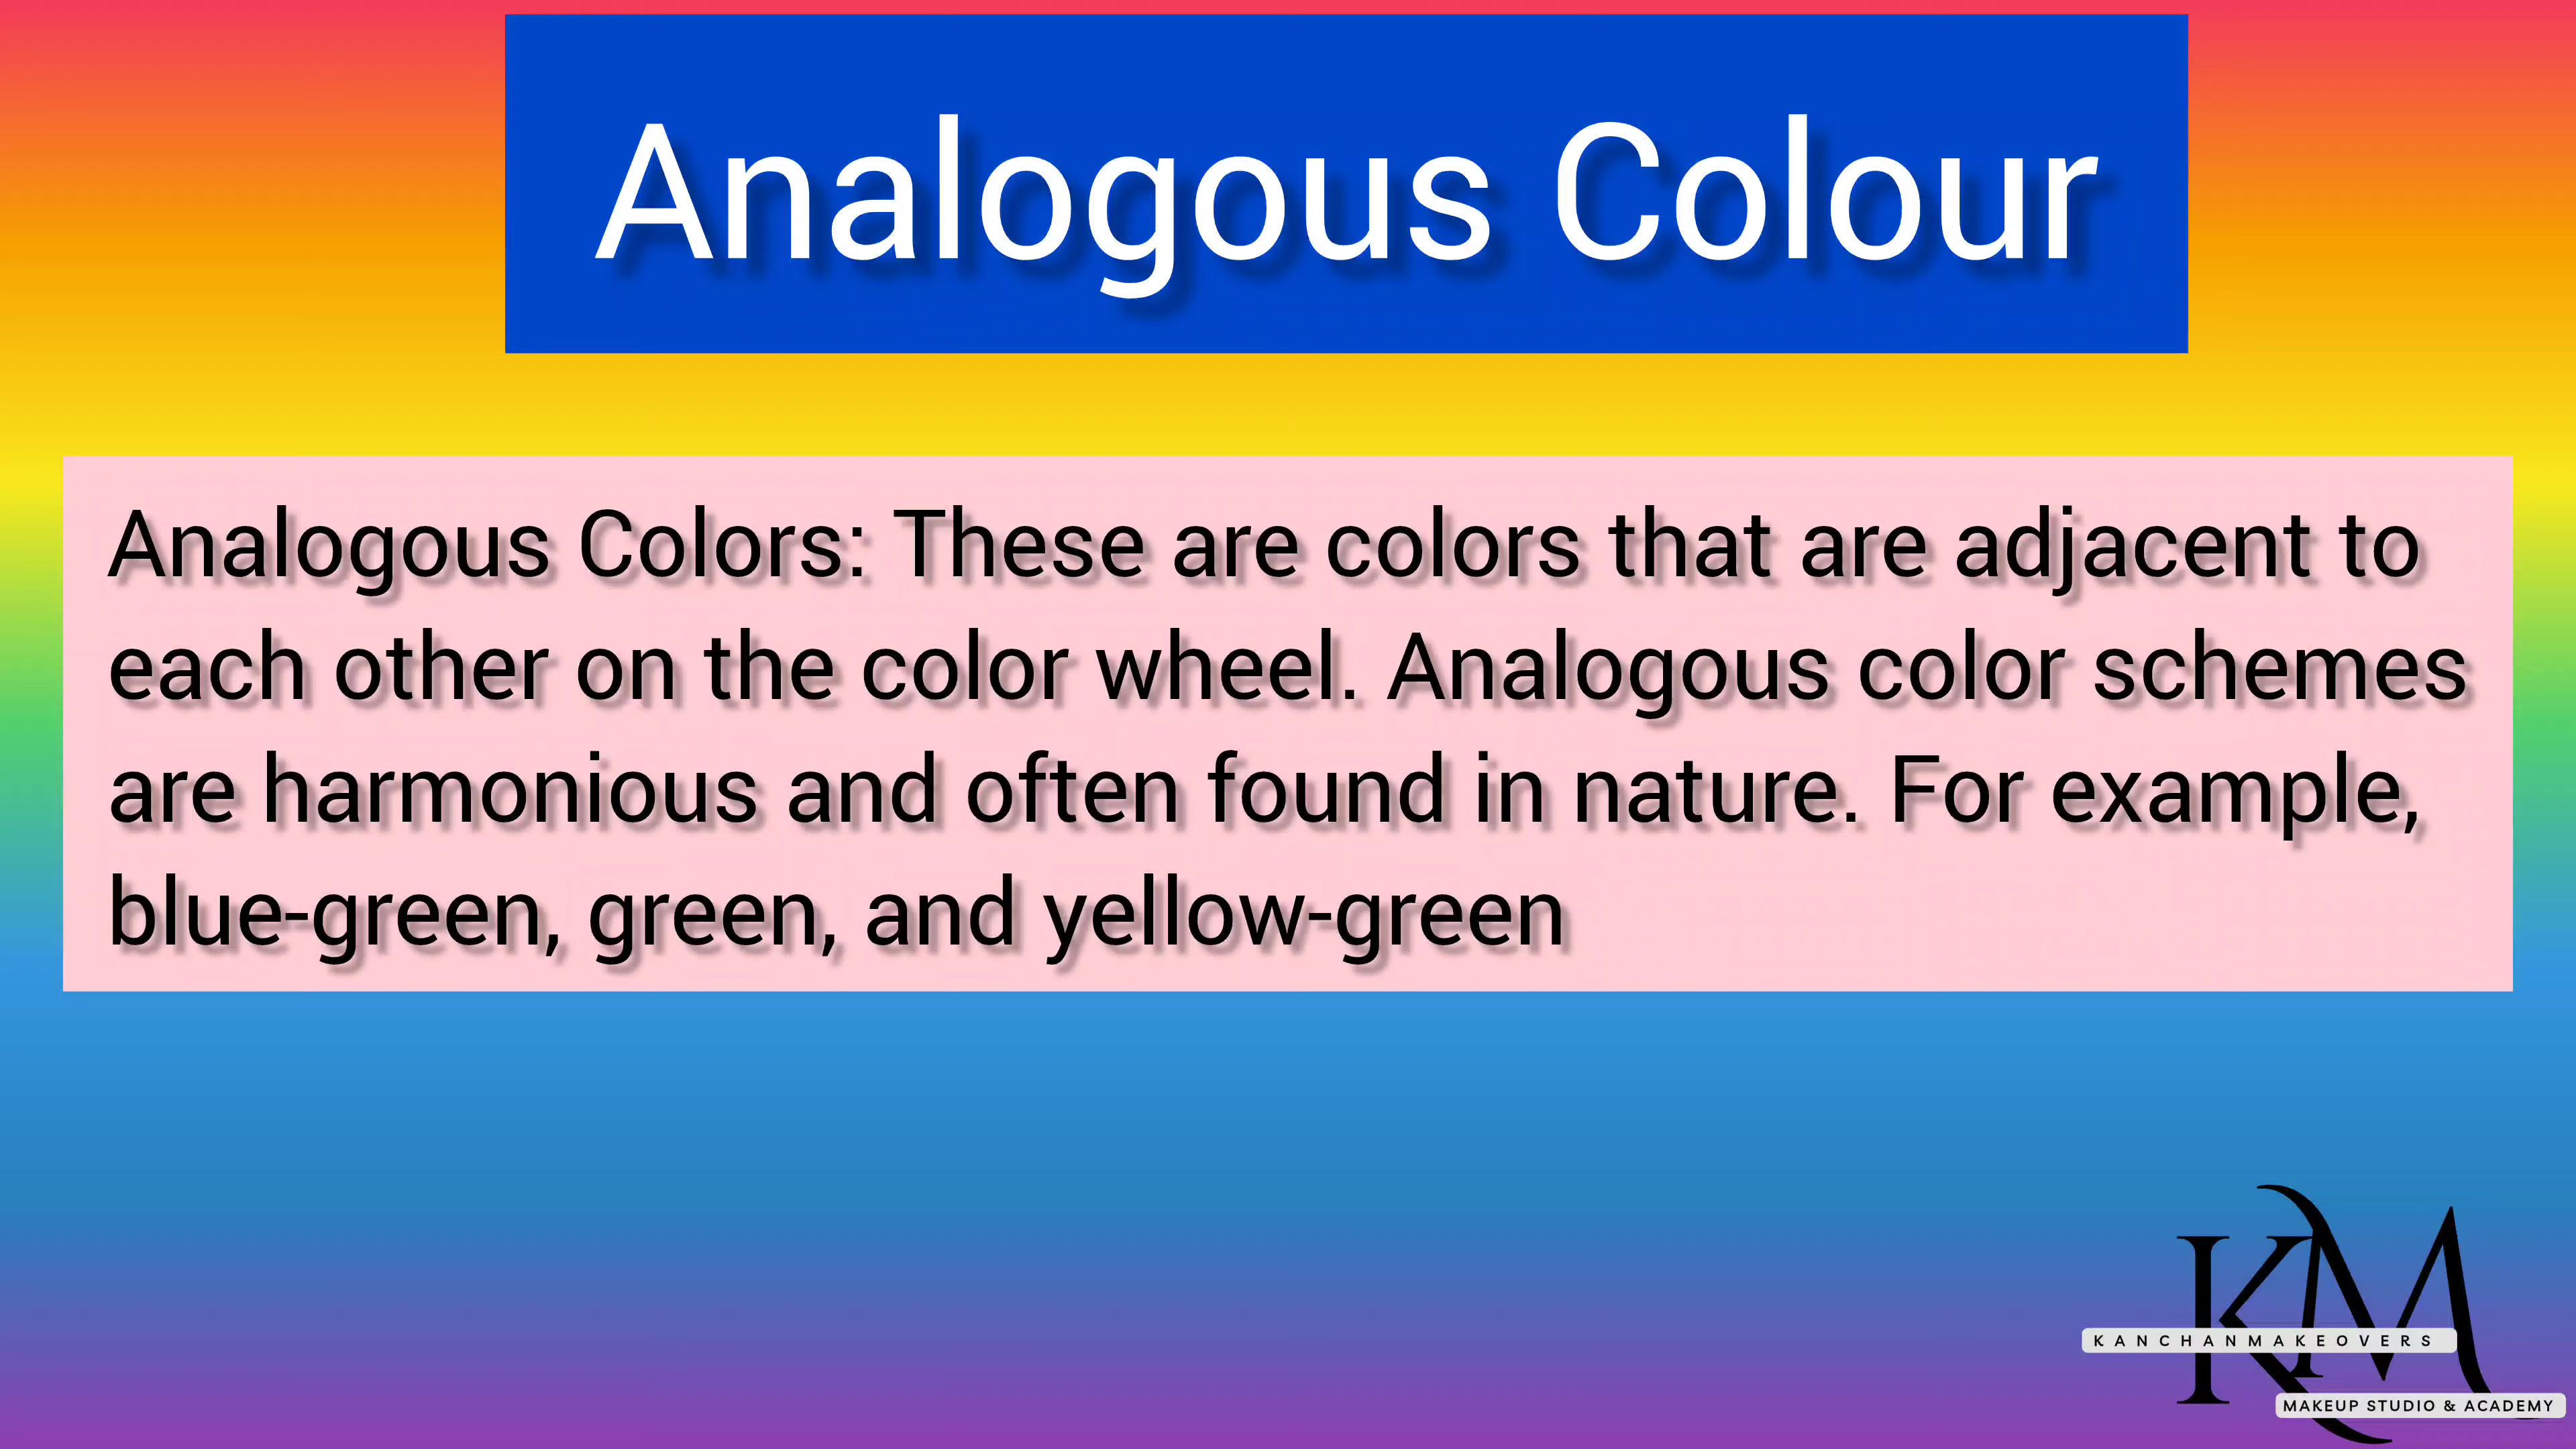 Analogous Colour
Analogous Colors: These are colors that are adjacent to
each other on the color wheel. Analogous color schemes
are harmonious and often found in nature. For example,
blue-green, green, and yellow-green
KM
KANCHANMAKEOVERS
MAKEUP STUDIO & ACADEMY